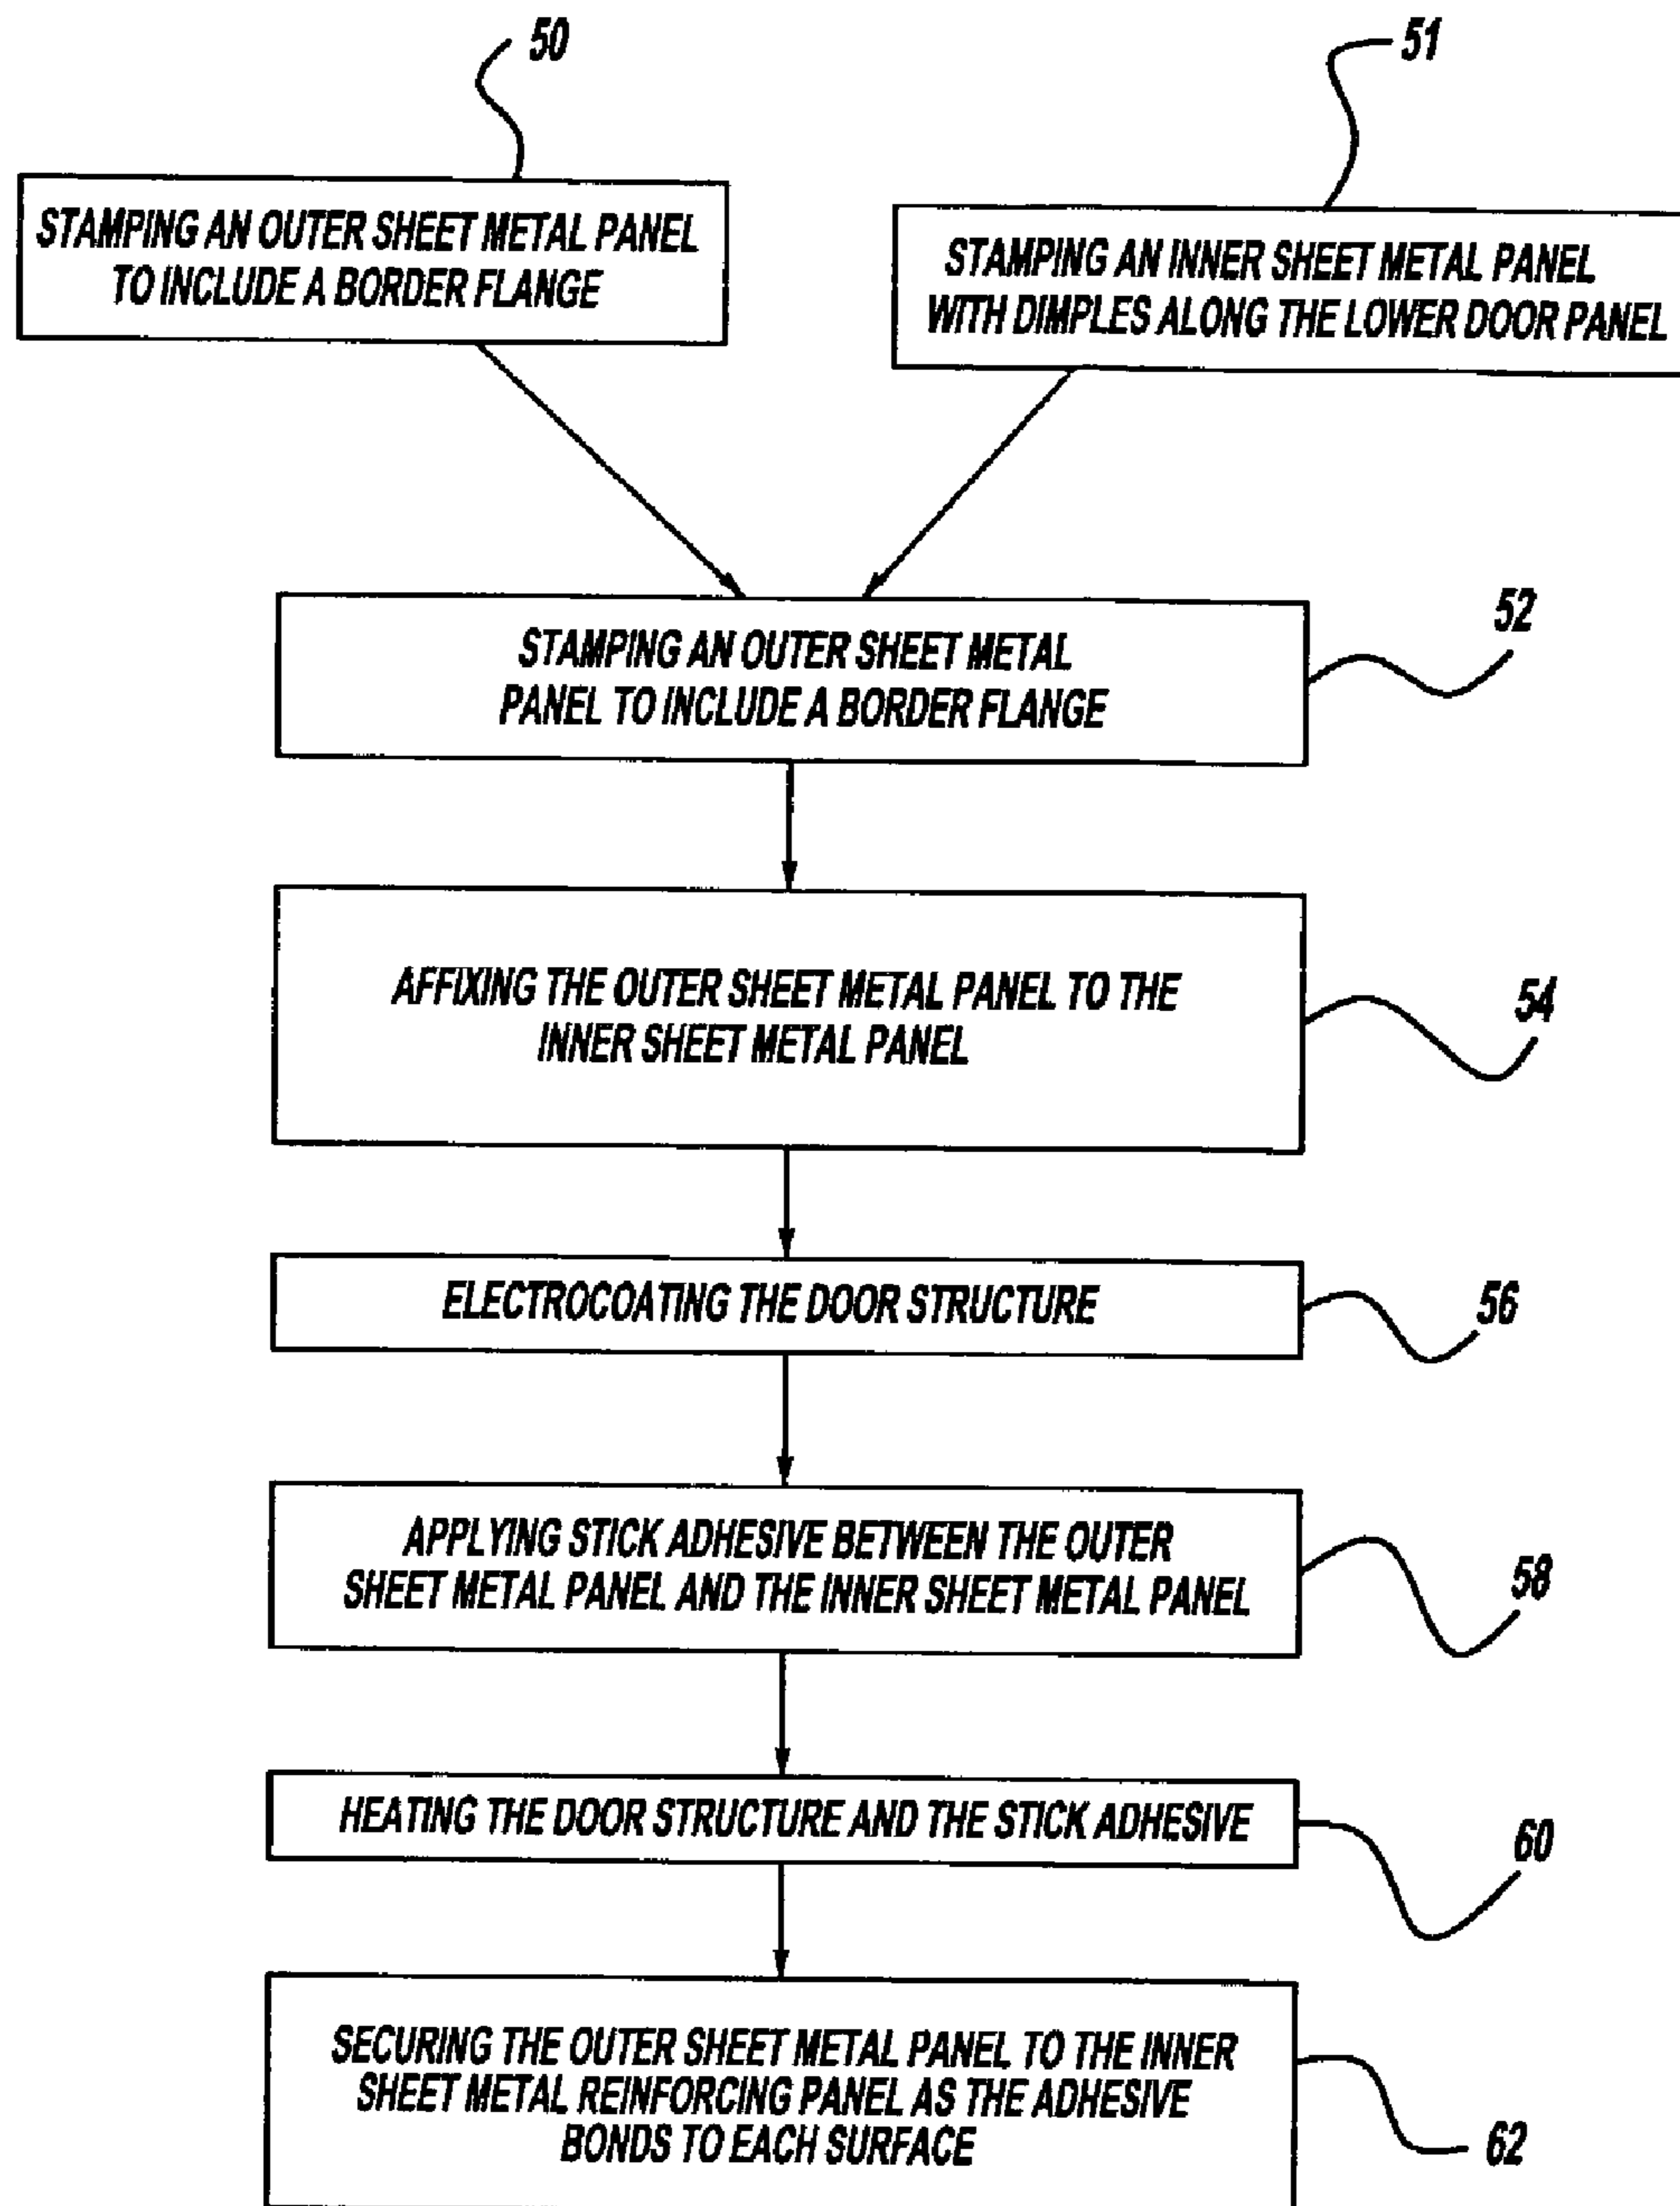 50
51
STAMPING AN OUTER SHEET METAL PANEL
TO INCLUDE A BORDER FLANGE
STAMPING AN INNER SHEET METAL PANEL
WITH DIMPLES ALONG THE LOWER DOOR PANEL
52
STAMPING AN OUTER SHEET METAL
PANEL TO INCLUDE A BORDER FLANGE
54
AFFIXING THE OUTER SHEET METAL PANEL TO THE
INNER SHEET METAL PANEL
56
ELECTROCOATING THE DOOR STRUCTURE
58
APPLYING STICK ADHESIVE BETWEEN THE OUTER
SHEET METAL PANEL AND THE INNER SHEET METAL PANEL
60
HEATING THE DOOR STRUCTURE AND THE STICK ADHESIVE
62
SECURING THE OUTER SHEET METAL PANEL TO THE INNER
SHEET METAL REINFORCING PANEL AS THE ADHESIVE
BONDS TO EACH SURFACE